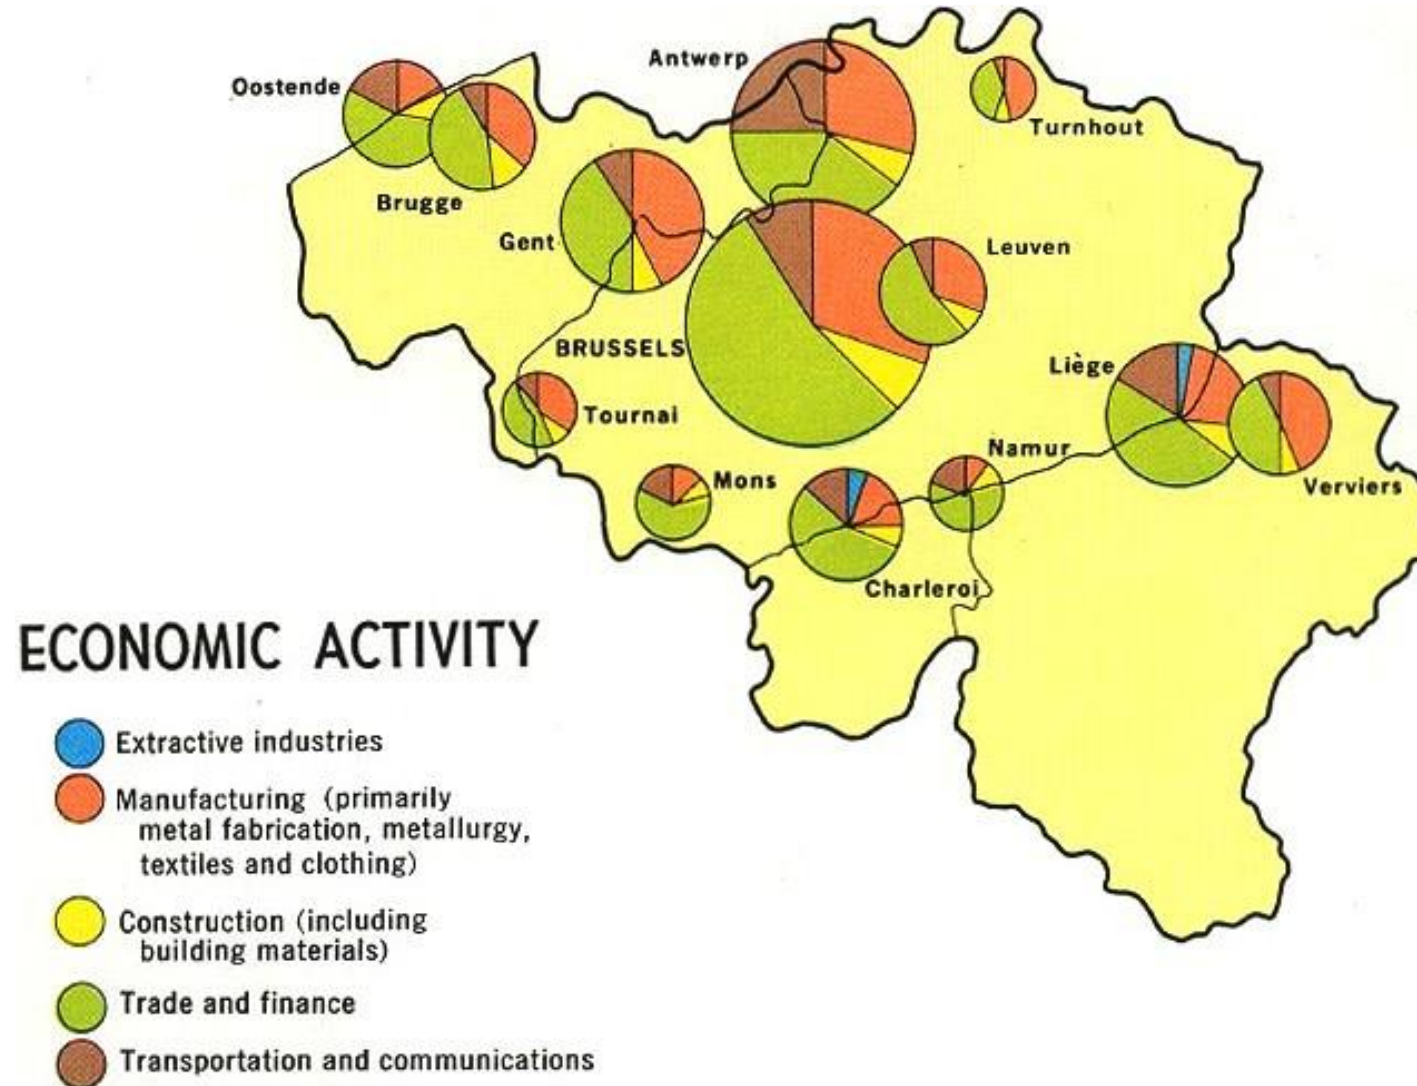 Antwerp
Oostende
Turnhout
Brugge
Gent
Leuven
BRUSSELS
Liège
Tournai
Namur
Mons
Verviers
Charleroi
ECONOMIC ACTIVITY
Extractive industries
Manufacturing (primarily
metal fabrication, metallurgy,
textiles and clothing)
Construction (including
building materials)
Trade and finance
Transportation and communications